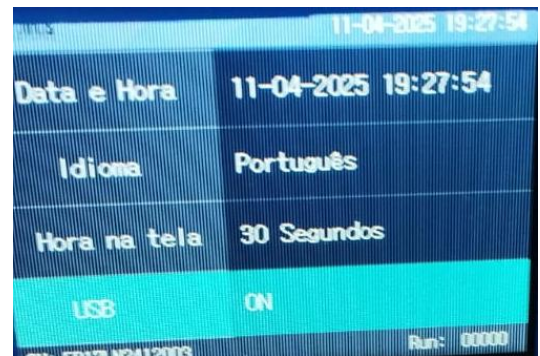 11-04-2025 19:27:54
Data e Hora 11-04-2025 19:27:54
Idioma Português
Hora na tela 30 Segundos
USB ON
Run: 00000